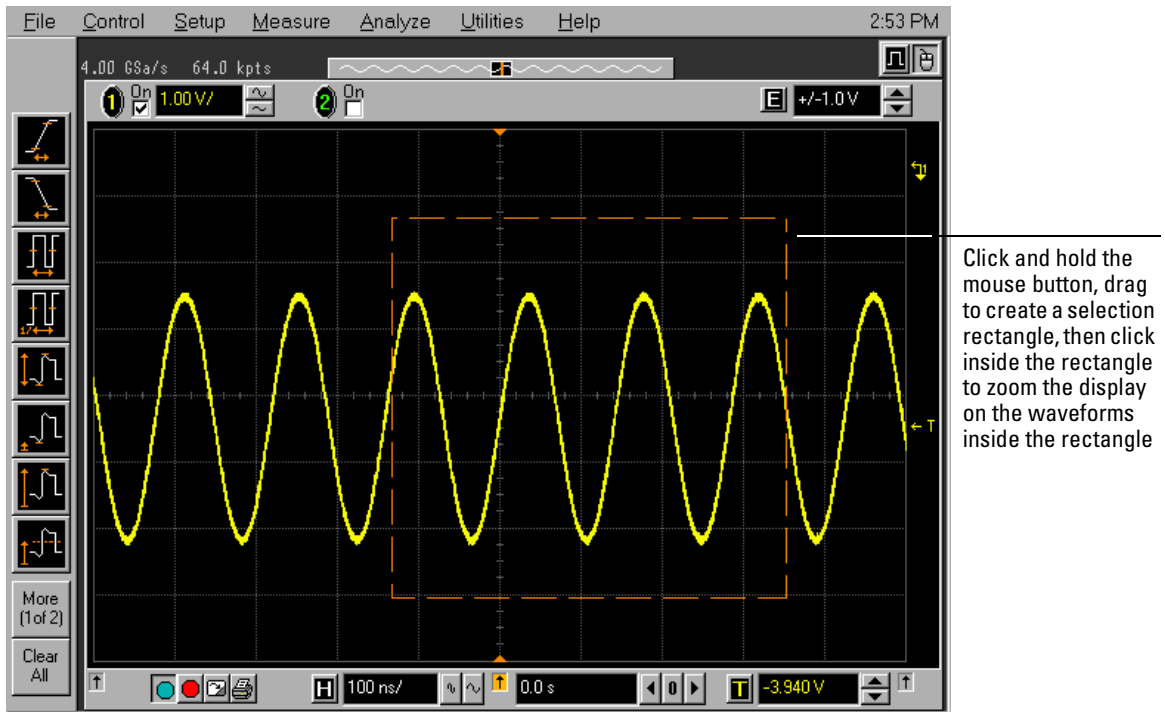 File Control Setup Measure Analyze Utilities Help 2:53 PM
4.00 GSa/s 64.0 kpts
1 On 1.00 V/ 2 On E +/-1.0 V
1
Click and hold the
mouse button, drag
to create a selection
rectangle, then click
inside the rectangle
to zoom the display
on the waveforms
inside the rectangle
T
1/
More
(1 of 2)
Clear
All
H 100 ns/ 0.0 s 0 T -3.940 V